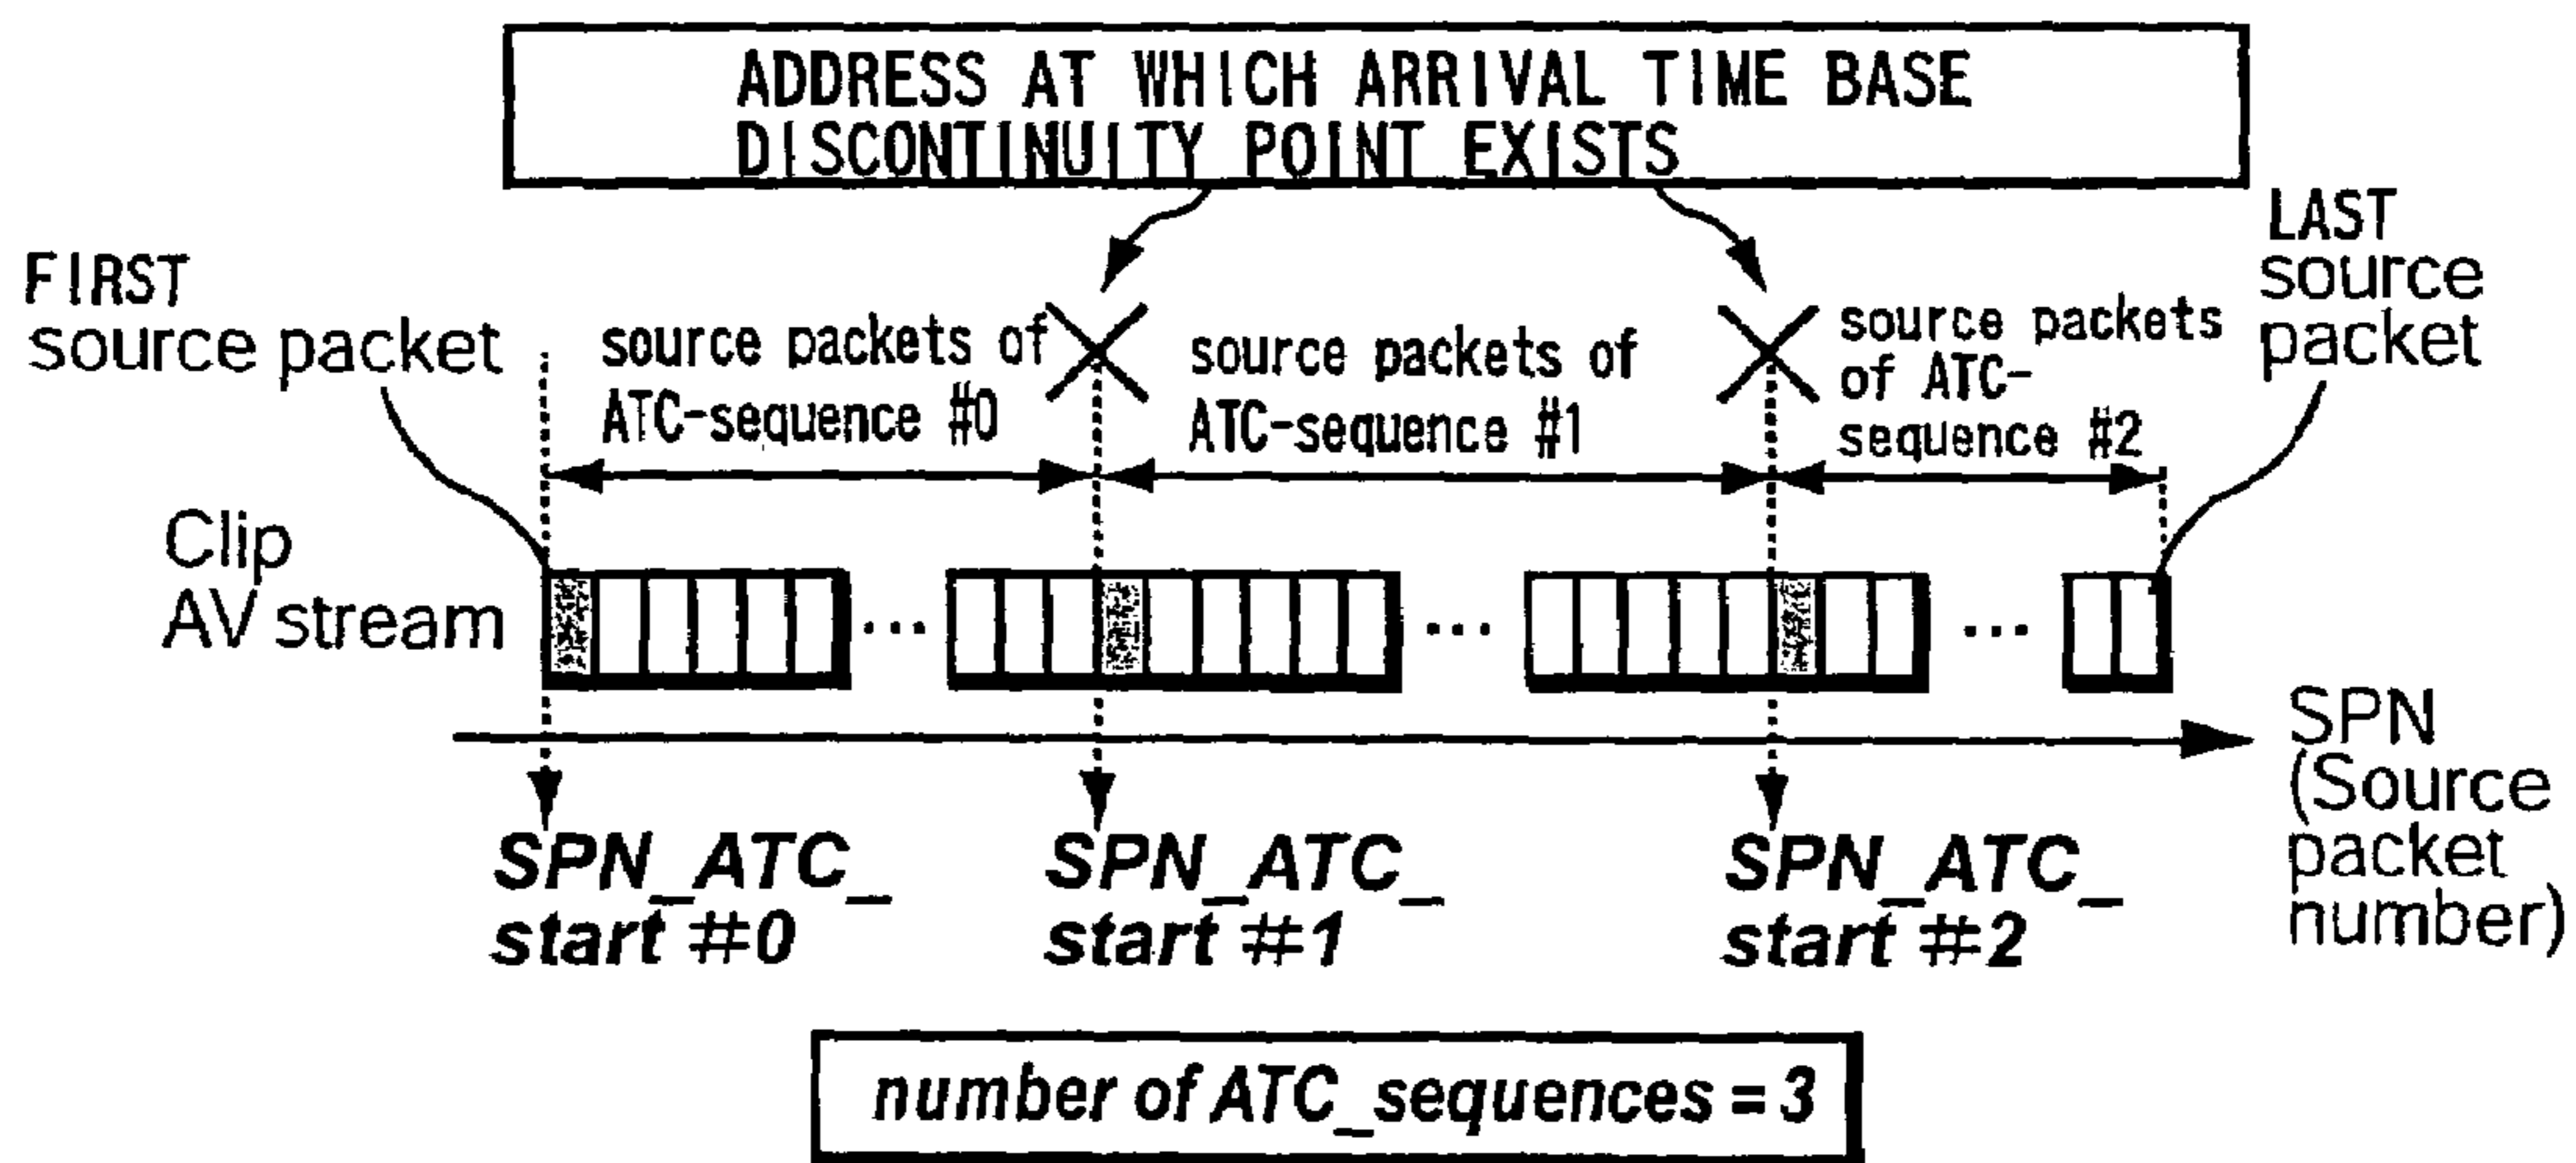 ADDRESS AT WHICH ARRIVAL TIME BASE
DISCONTINUITY POINT EXISTS
FIRST
source packet
LAST
source
packet
source packets of
ATC-sequence #0
source packets of
ATC-sequence #1
source packets
of ATC-
sequence #2
Clip
AV stream
...
...
...
SPN
(Source
packet
number)
SPN_ATC_
start #0
SPN_ATC_
start #1
SPN_ATC_
start #2
number of ATC_sequences = 3